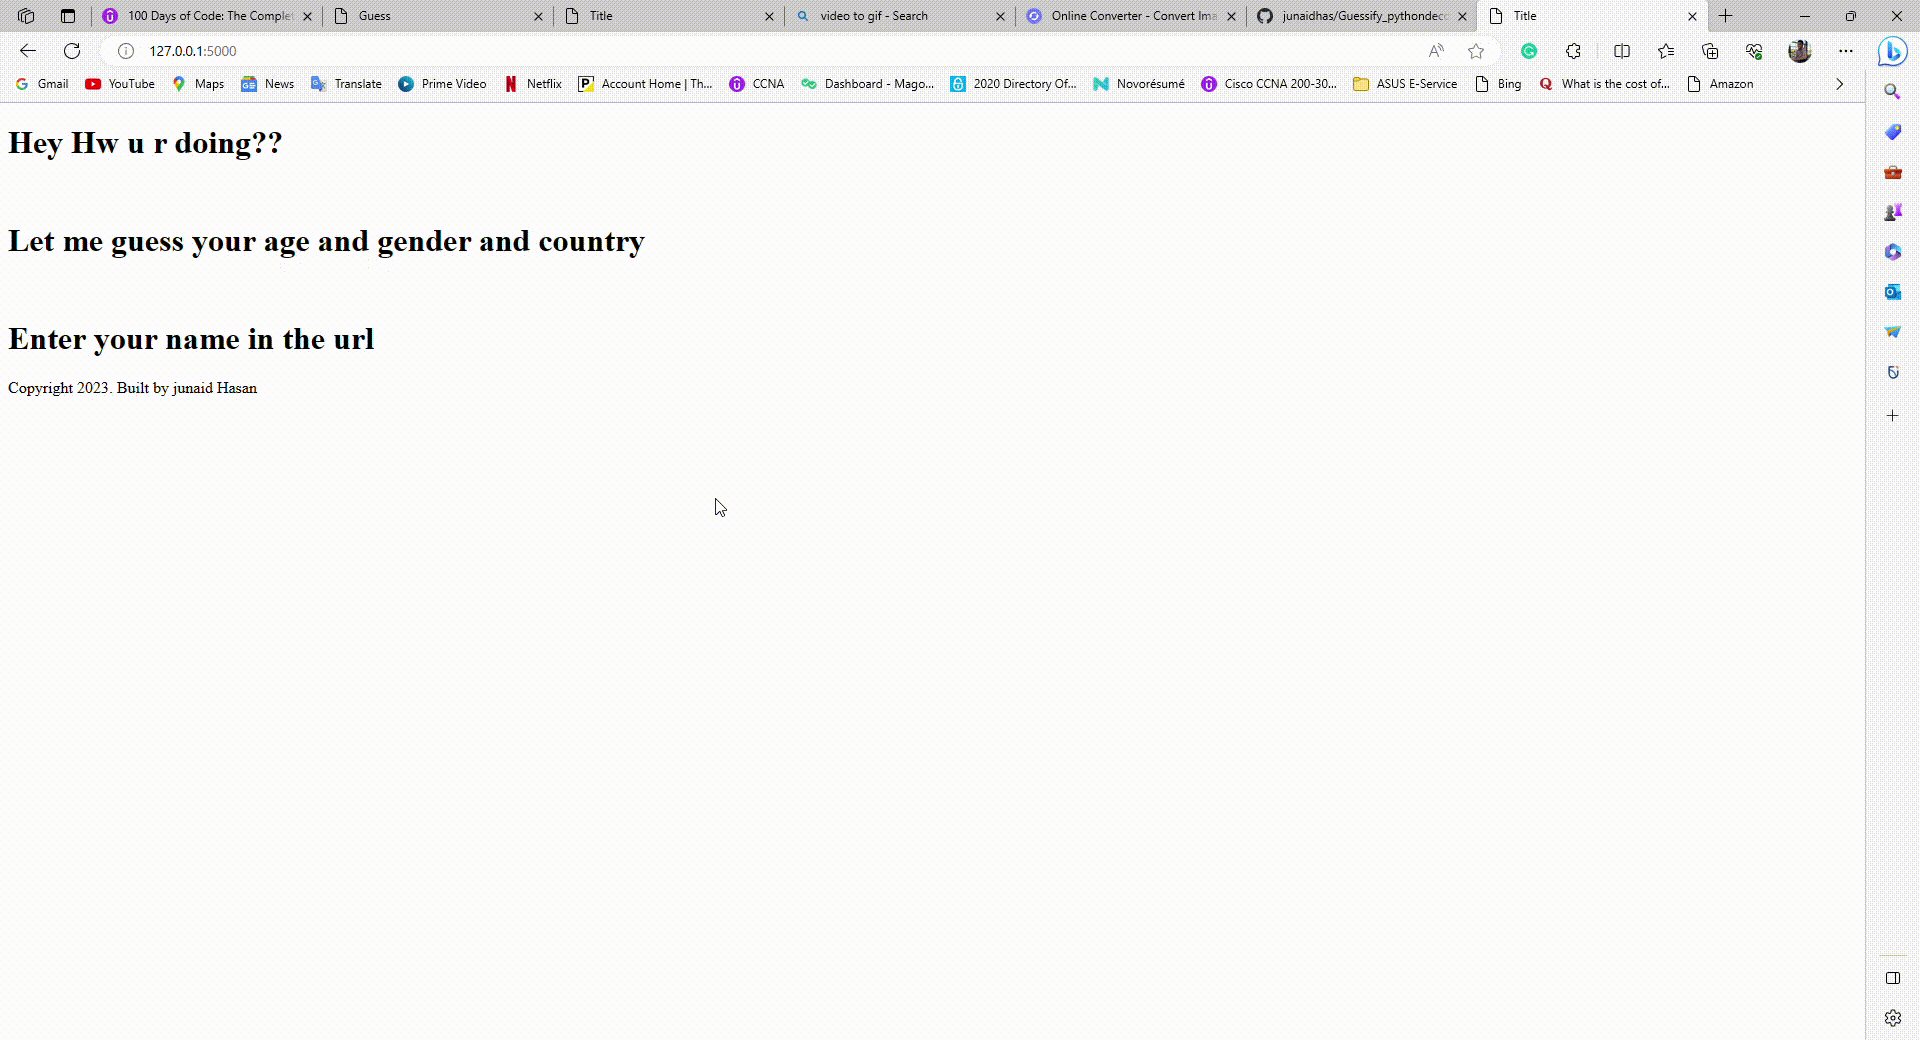 100 Days of Code: The Complet
Guess
Title
video to gif - Search
Online Converter - Convert Ima
junaidhas/Guessify_pythondeco
Title
127.0.0.1:5000
Gmail
YouTube
Maps
News
Translate
Prime Video
Netflix
Account Home | Th...
CCNA
Dashboard - Mago...
2020 Directory Of...
Novorésumé
Cisco CCNA 200-30...
ASUS E-Service
Bing
What is the cost of...
Amazon
Hey Hw u r doing??
Let me guess your age and gender and country
Enter your name in the url
Copyright 2023. Built by junaid Hasan